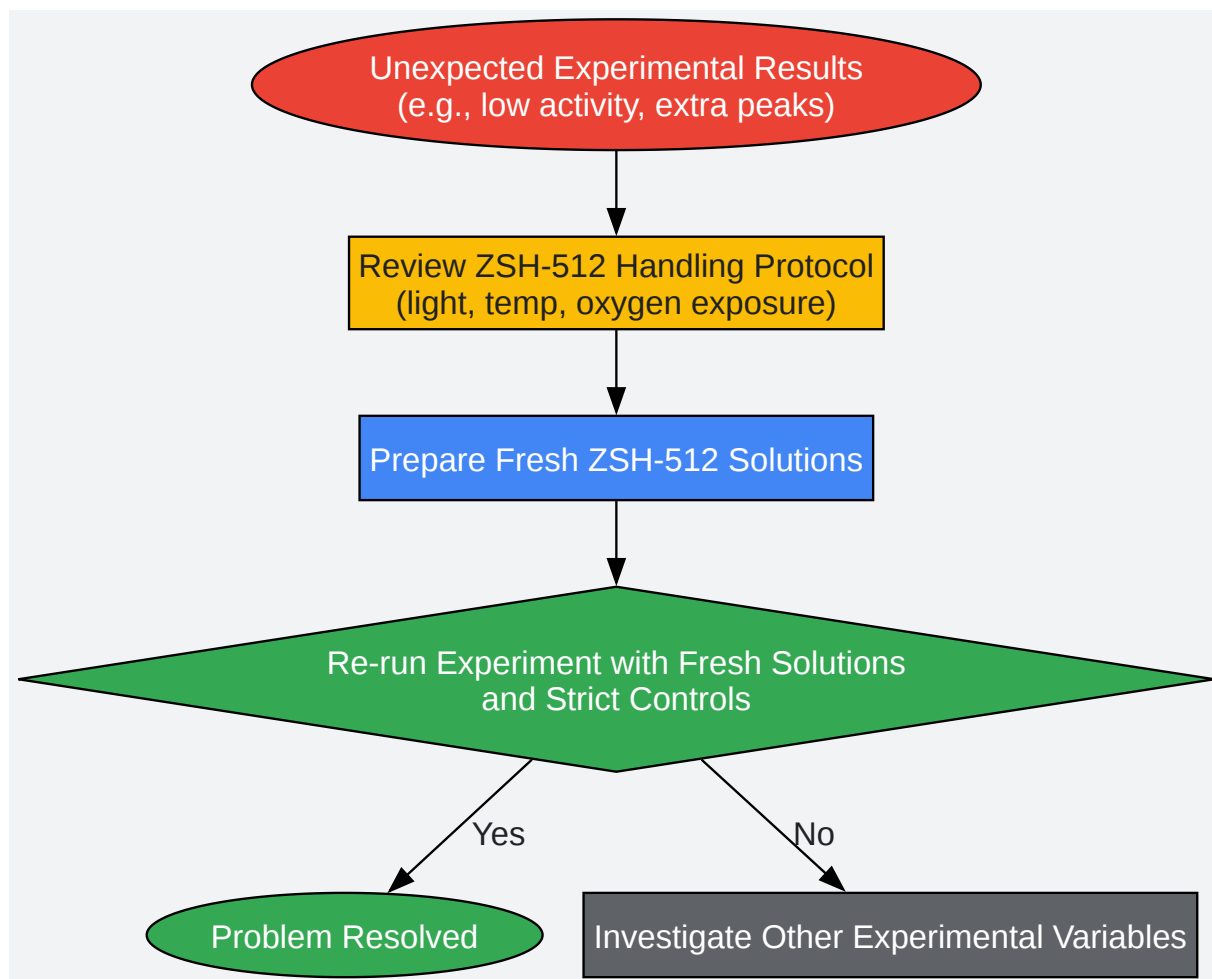 Unexpected Experimental Results
(e.g., low activity, extra peaks)
Review ZSH-512 Handling Protocol
(light, temp, oxygen exposure)
Prepare Fresh ZSH-512 Solutions
Re-run Experiment with Fresh Solutions
and Strict Controls
Yes
No
Problem Resolved
Investigate Other Experimental Variables